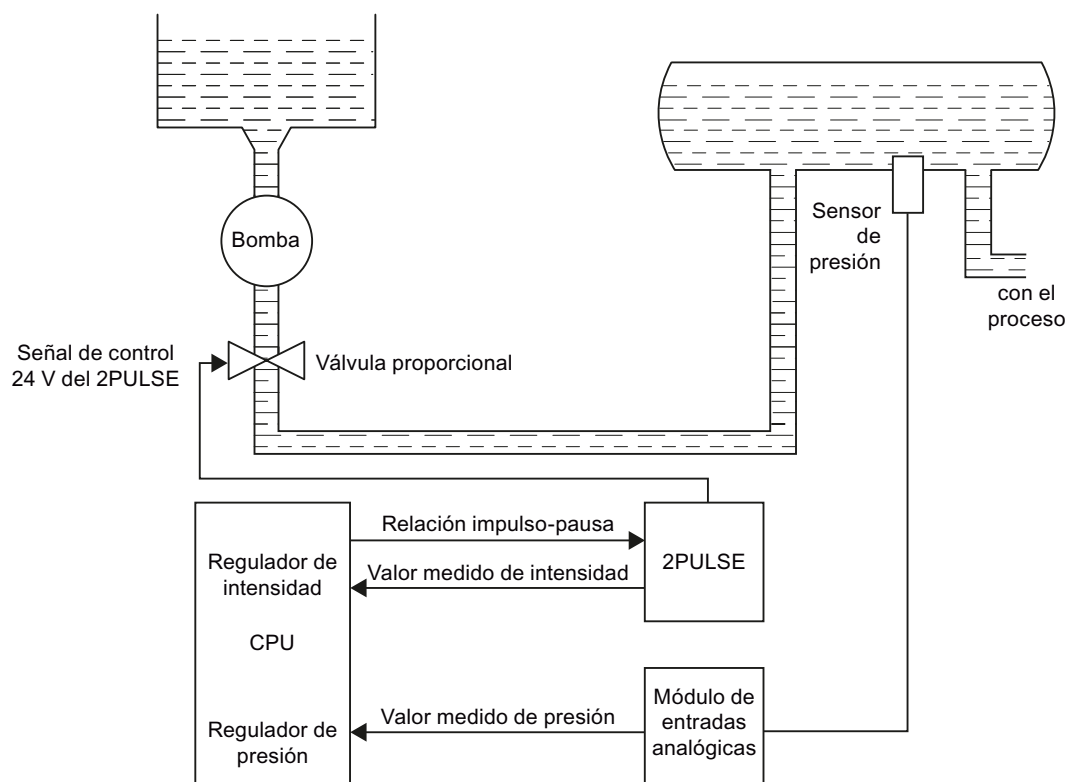 Bomba
Sensor
de
presión
con el
proceso
Señal de control
24 V del 2PULSE
Válvula proporcional
Relación impulso-pausa
Regulador de
intensidad
2PULSE
Valor medido de intensidad
CPU
Módulo de
entradas
analógicas
Valor medido de presión
Regulador de
presión